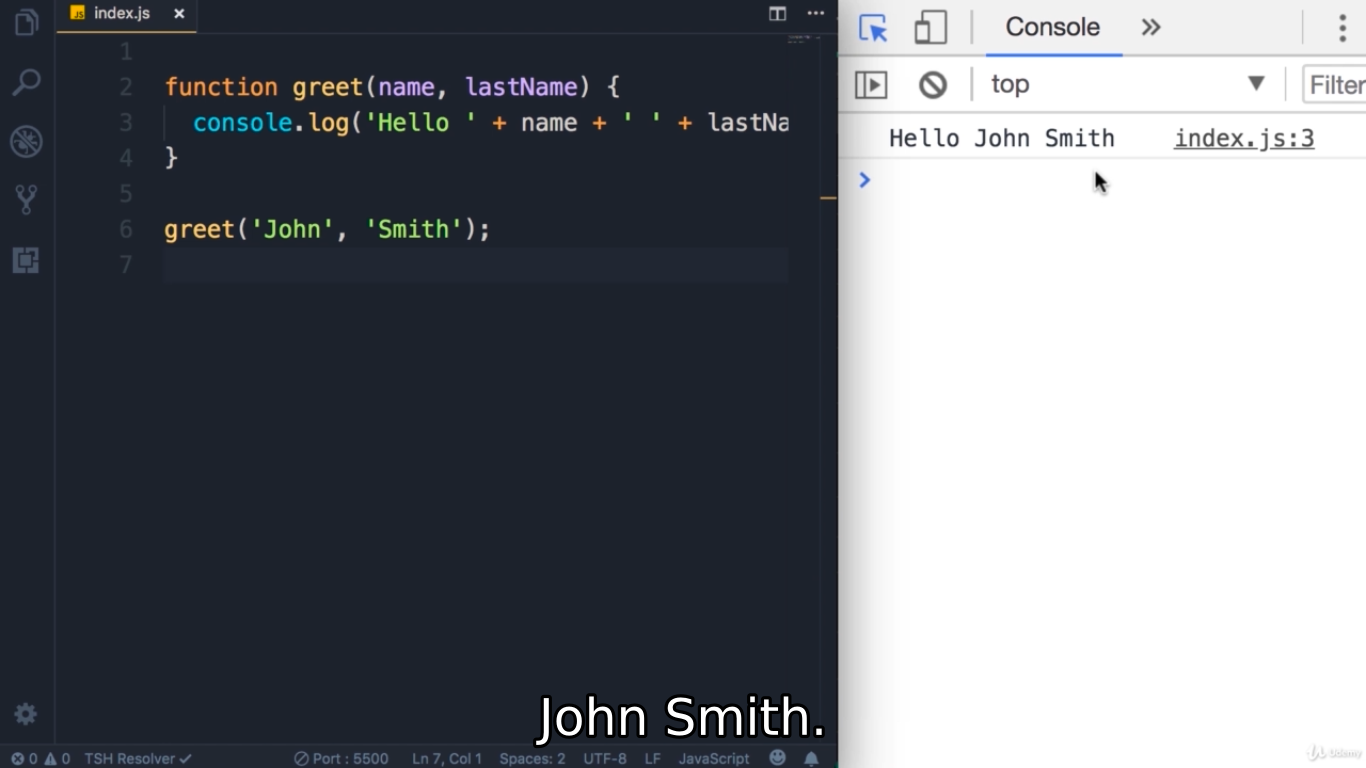 JS index.js ×
1
2 function greet(name, lastName) {
3 console.log('Hello ' + name + ' ' + lastNa
4 }
5
6 greet('John', 'Smith');
7
Console
top
Filter
Hello John Smith index.js:3
John Smith.
0 0 TSH Resolver Port : 5500 Ln 7, Col 1 Spaces: 2 UTF-8 LF JavaScript
Udemy